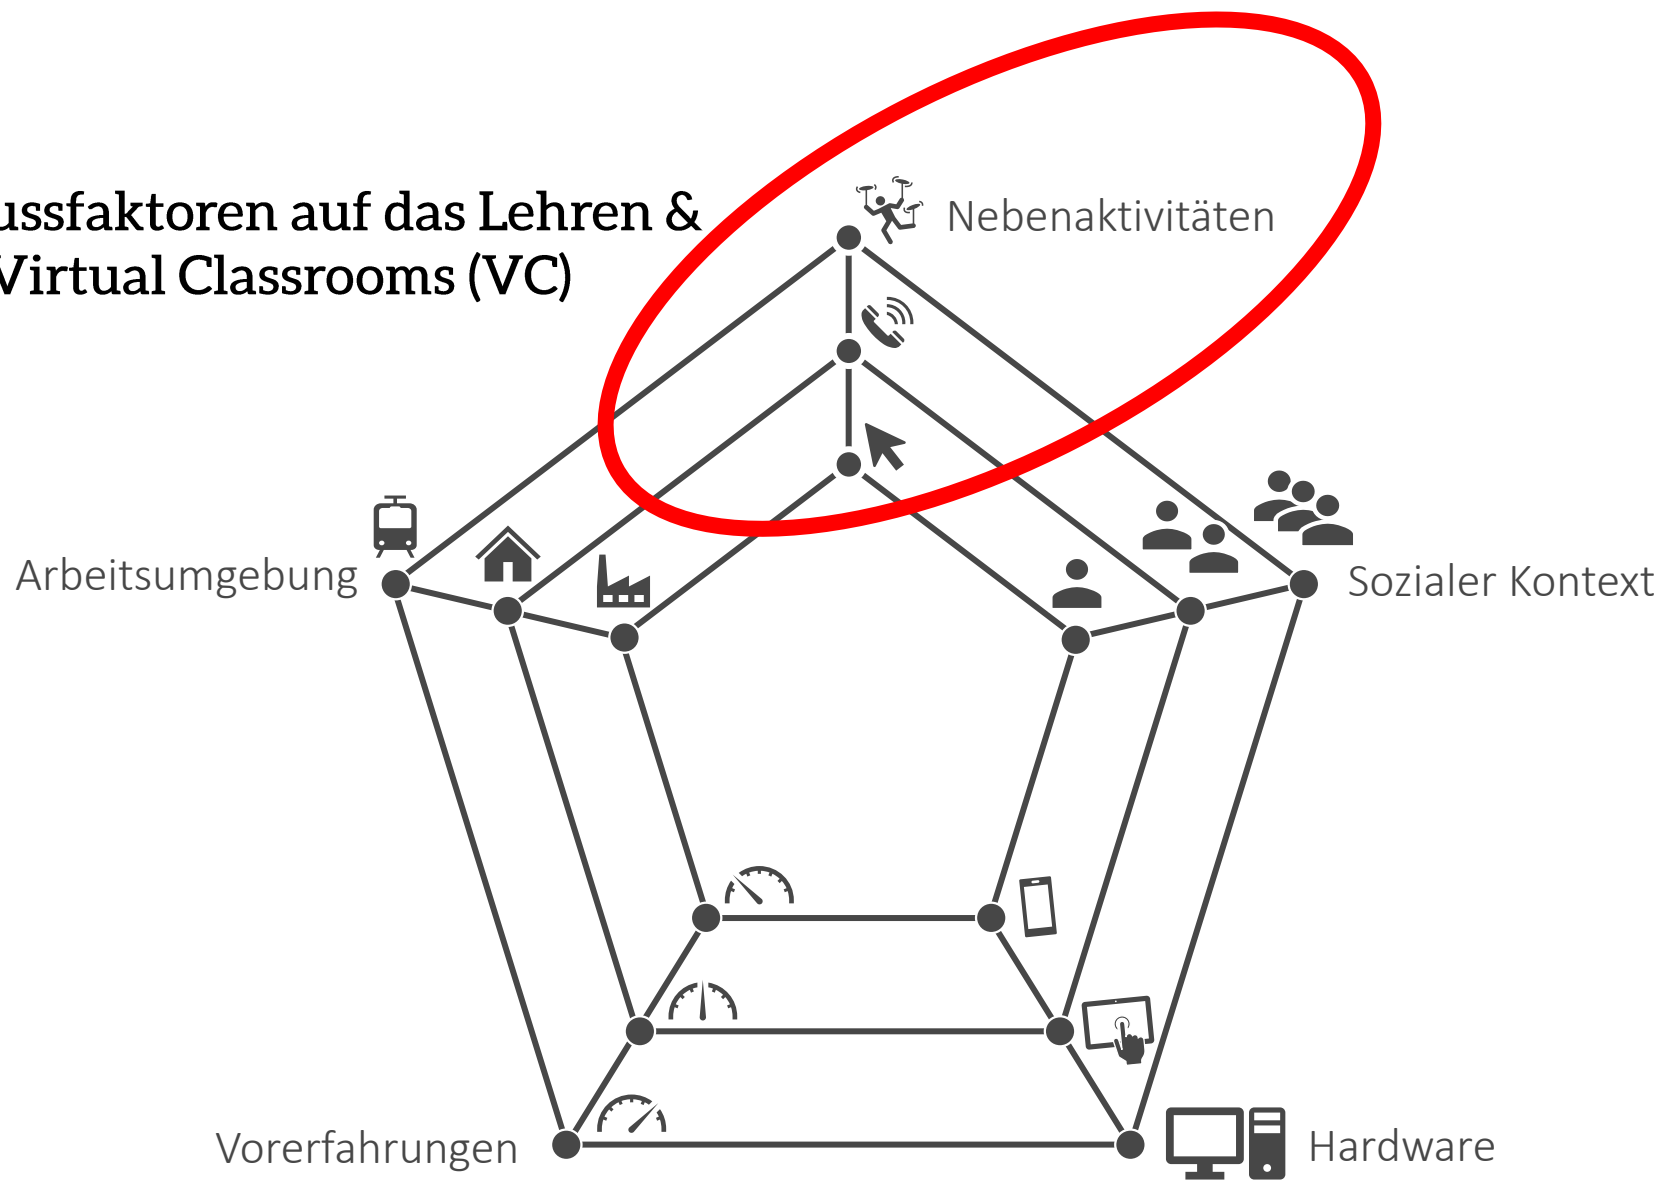 ussfaktoren auf das Lehren &
Virtual Classrooms (VC)
Nebenaktivitäten
Arbeitsumgebung
Sozialer Kontext
Vorerfahrungen
Hardware